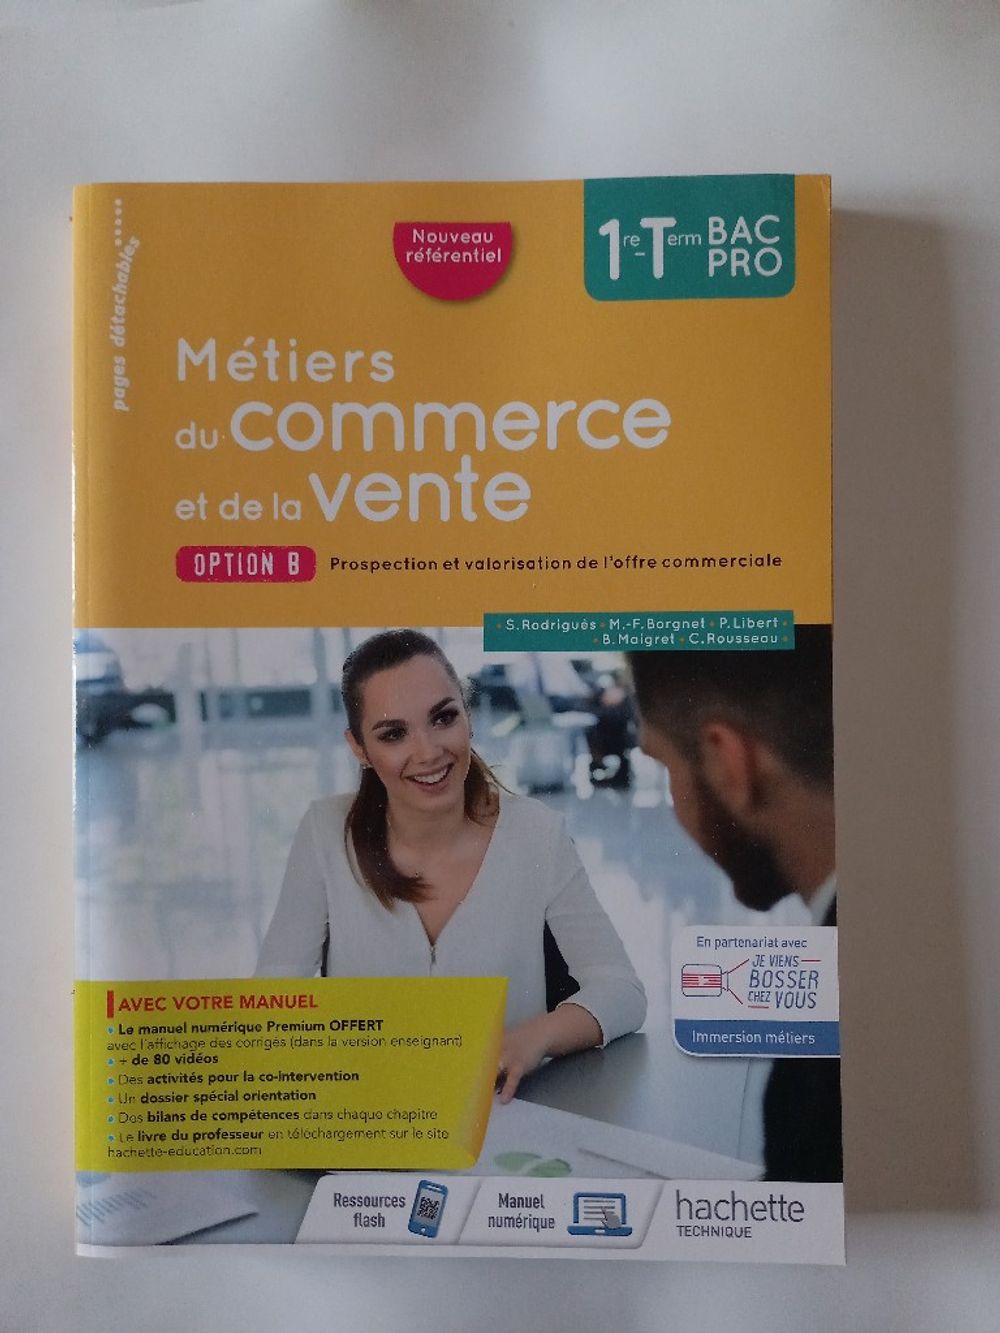 pages détachables
Nouveau
référentiel
1re-Term BAC
PRO
Métiers
du commerce
et de la vente
OPTION B Prospection et valorisation de l'offre commerciale
• S.Rodrigues • M.-F.Borgnet • P.Libert •
• B.Maigret • C.Rousseau •
En partenariat avec
JE VIENS
BOSSER
CHEZ VOUS
Immersion métiers
AVEC VOTRE MANUEL
• Le manuel numérique Premium OFFERT
avec l'affichage des corrigés (dans la version enseignant)
• + de 80 vidéos
• Des activités pour la co-intervention
• Un dossier spécial orientation
• Des bilans de compétences dans chaque chapitre
• Le livre du professeur en téléchargement sur le site
hachette-education.com
Ressources
flash
Manuel
numérique
hachette
TECHNIQUE